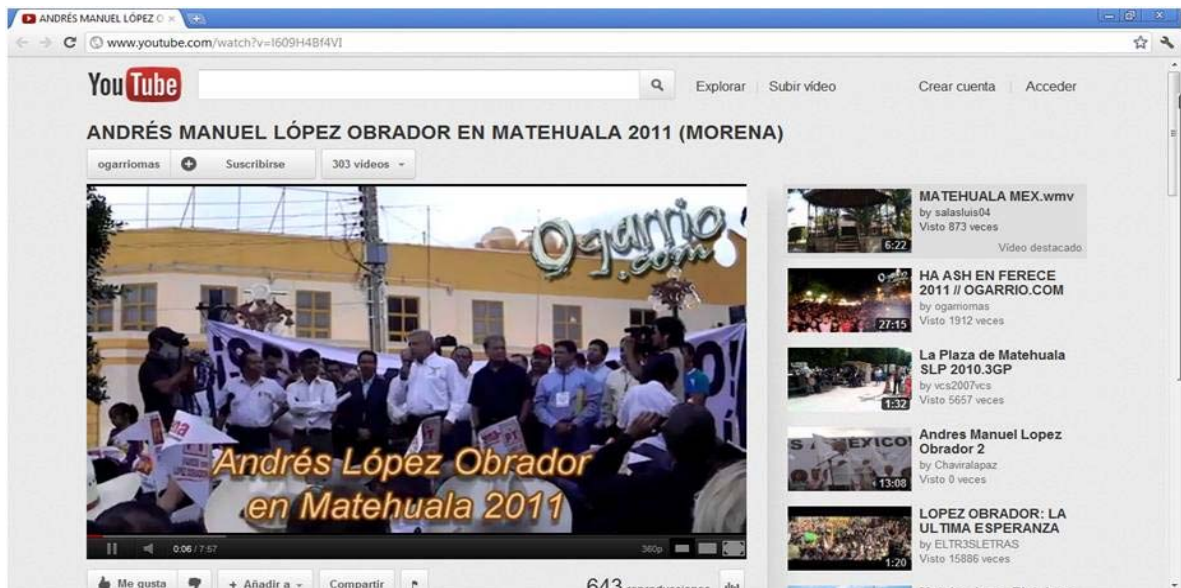 ANDRÉS MANUEL LÓPEZ O
www.youtube.com/watch?v=I609H4Bf4VI
YouTube
Explorar
Subir vídeo
Crear cuenta
Acceder
ANDRÉS MANUEL LÓPEZ OBRADOR EN MATEHUALA 2011 (MORENA)
ogarriomas
Suscribirse
303 vídeos
Ogarrio
.com
Andrés López Obrador
en Matehuala 2011
0:06 / 7:57
360p
Me gusta
+ Añadir a
Compartir
643 reproducciones
MATEHUALA MEX.wmv
by salasluis04
Visto 873 veces
6:22
Vídeo destacado
HA ASH EN FERECE
2011 // OGARRIO.COM
by ogarriomas
Visto 1912 veces
27:15
La Plaza de Matehuala
SLP 2010.3GP
by vcs2007vcs
Visto 5657 veces
1:32
Andres Manuel Lopez
Obrador 2
by Chaviralapaz
Visto 0 veces
13:08
LOPEZ OBRADOR: LA
ULTIMA ESPERANZA
by ELTR3SLETRAS
Visto 15886 veces
1:20